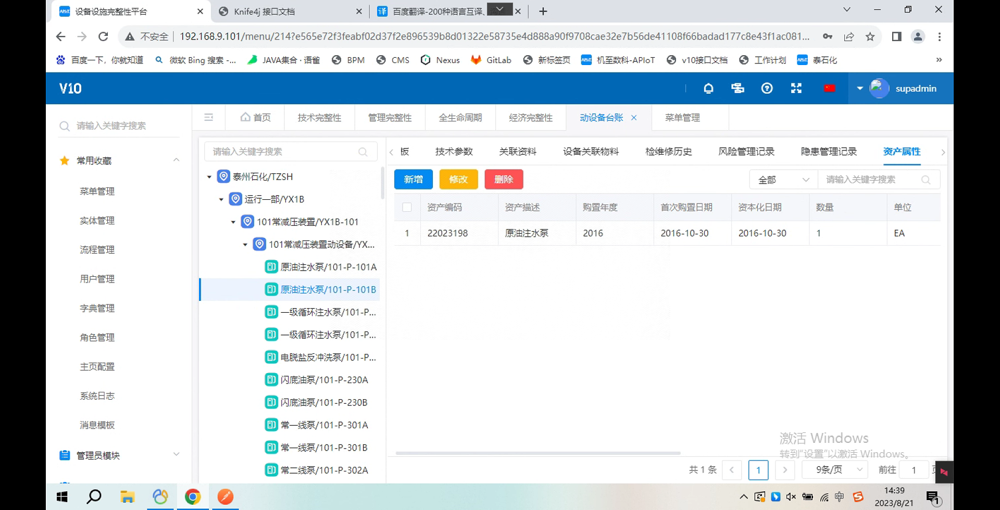 设备设施完整性平台
Knife4j 接口文档
百度翻译-200种语言互译、
不安全
192.168.9.101/menu/214?e565e72f3feabf02d37f2e896539b8d01322e58735e4d888a90f9708cae32e7b56de41108f66badad177c8e43f1ac081...
百度一下，你就知道
微软 Bing 搜索 -...
JAVA集合 · 语雀
BPM
CMS
Nexus
GitLab
新标签页
机至数科-APIoT
v10接口文档
工作计划
泰石化
V10
supadmin
请输入关键字搜索
首页
技术完整性
管理完整性
全生命周期
经济完整性
动设备台账
菜单管理
常用收藏
菜单管理
实体管理
流程管理
用户管理
字典管理
角色管理
主页配置
系统日志
消息模板
管理员模块
请输入关键字搜索
泰州石化/TZSH
运行一部/YX1B
101常减压装置/YX1B-101
101常减压装置动设备/YX...
原油注水泵/101-P-101A
原油注水泵/101-P-101B
一级循环注水泵/101-P...
一级循环注水泵/101-P...
电脱盐反冲洗泵/101-P...
闪底油泵/101-P-230A
闪底油泵/101-P-230B
常一线泵/101-P-301A
常一线泵/101-P-301B
常二线泵/101-P-302A
版
技术参数
关联资料
设备关联物料
检维修历史
风险管理记录
隐患管理记录
资产属性
新增
修改
删除
全部
请输入关键字搜索
资产编码 资产描述 购置年度 首次购置日期 资本化日期 数量 单位
1 22023198 原油注水泵 2016 2016-10-30 2016-10-30 1 EA
激活 Windows
转到"设置"以激活 Windows。
共 1 条
1
9条/页
前往
1
中
14:39
2023/8/21
1